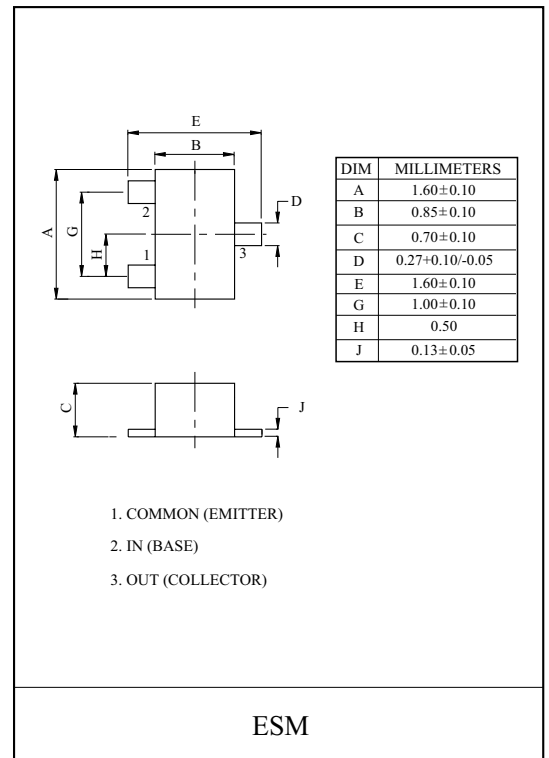 E
B
A
G
H
2
1
D
3
DIM MILLIMETERS
A 1.60±0.10
B 0.85±0.10
C 0.70±0.10
D 0.27+0.10/-0.05
E 1.60±0.10
G 1.00±0.10
H 0.50
J 0.13±0.05
C
J
1. COMMON (EMITTER)
2. IN (BASE)
3. OUT (COLLECTOR)
ESM